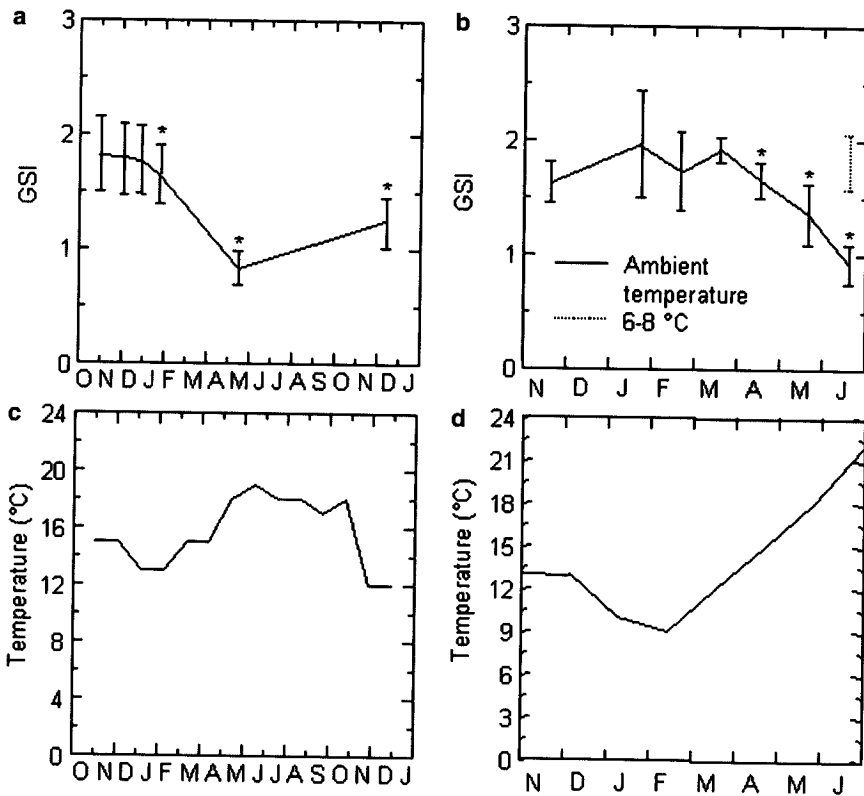 a
3
2
1
0
GSI
*
*
*
O N D J F M A M J J A S O N D J
b
3
2
1
0
GSI
*
*
*
Ambient
temperature
6-8 °C
N D J F M A M J
c
24
20
16
12
8
4
0
Temperature (°C)
O N D J F M A M J J A S O N D J
d
24
21
18
15
12
9
6
3
0
Temperature (°C)
N D J F M A M J